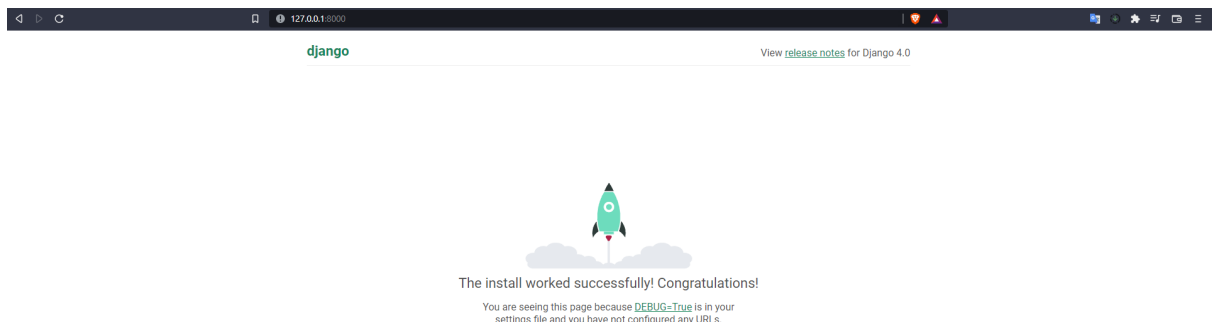 127.0.0.1:8000
django
View release notes for Django 4.0
The install worked successfully! Congratulations!
You are seeing this page because DEBUG=True is in your
settings file and you have not configured any URLs.